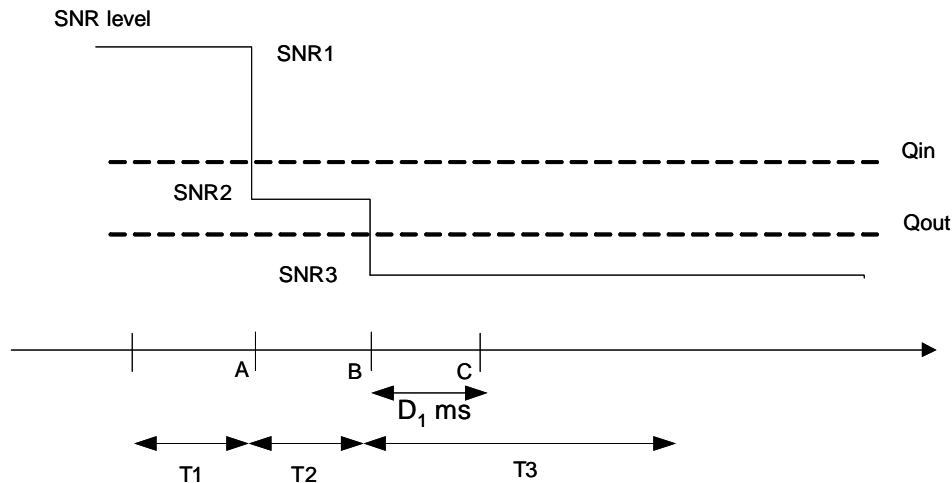 SNR level
SNR1
Qin
SNR2
Qout
SNR3
A B C
D₁ ms
T1 T2 T3